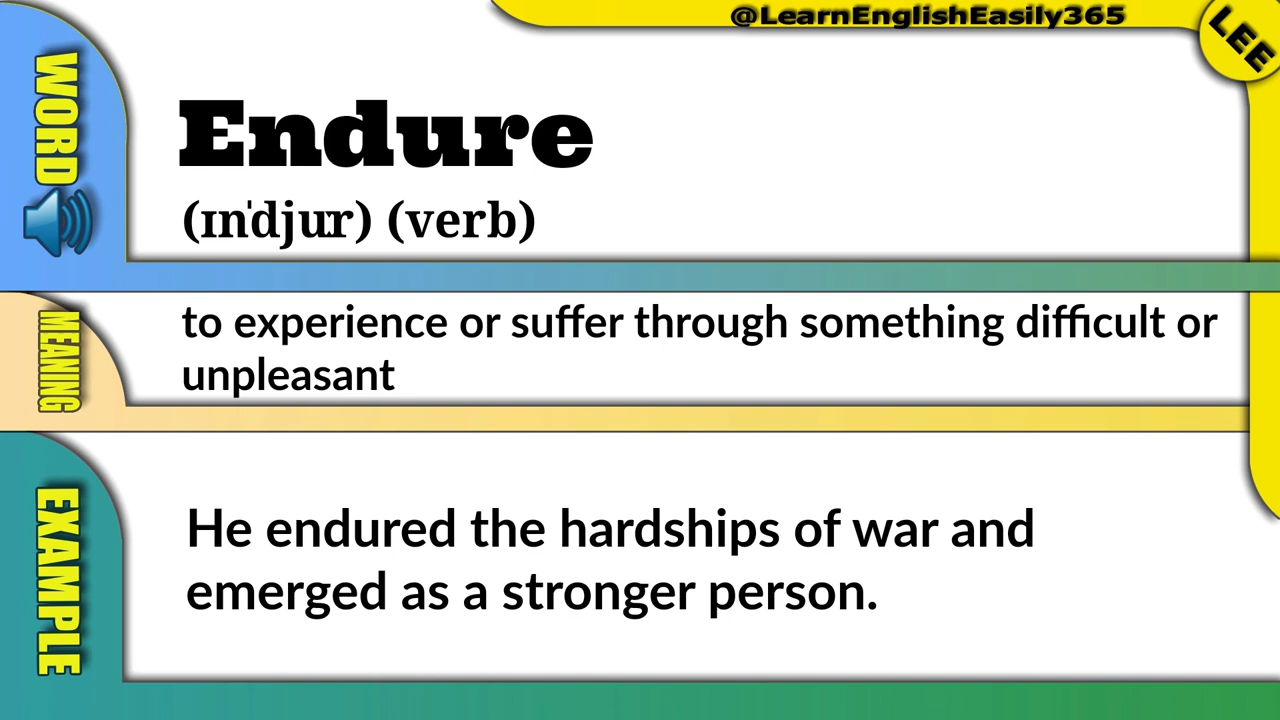 @LearnEnglishEasily365
LEE
WORD
Endure
(ɪnˈdjʊr) (verb)
MEANING
to experience or suffer through something difficult or
unpleasant
EXAMPLE
He endured the hardships of war and
emerged as a stronger person.